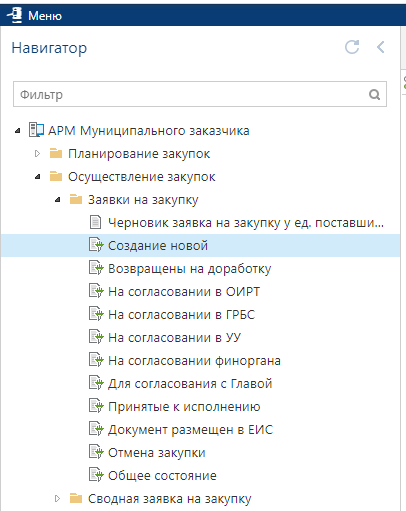 Меню
Навигатор
Фильтр
АРМ Муниципального заказчика
Планирование закупок
Осуществление закупок
Заявки на закупку
Черновик заявка на закупку у ед. поставши...
Создание новой
Возвращены на доработку
На согласовании в ОИРТ
На согласовании в ГРБС
На согласовании в УУ
На согласовании финоргана
Для согласования с Главой
Принятые к исполнению
Документ размещен в ЕИС
Отмена закупки
Общее состояние
Сводная заявка на закупку